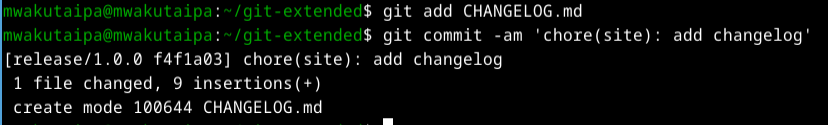 mwakutaipa@mwakutaipa:~/git-extended$ git add CHANGELOG.md
mwakutaipa@mwakutaipa:~/git-extended$ git commit -am 'chore(site): add changelog'
[release/1.0.0 f4f1a03] chore(site): add changelog
 1 file changed, 9 insertions(+)
 create mode 100644 CHANGELOG.md